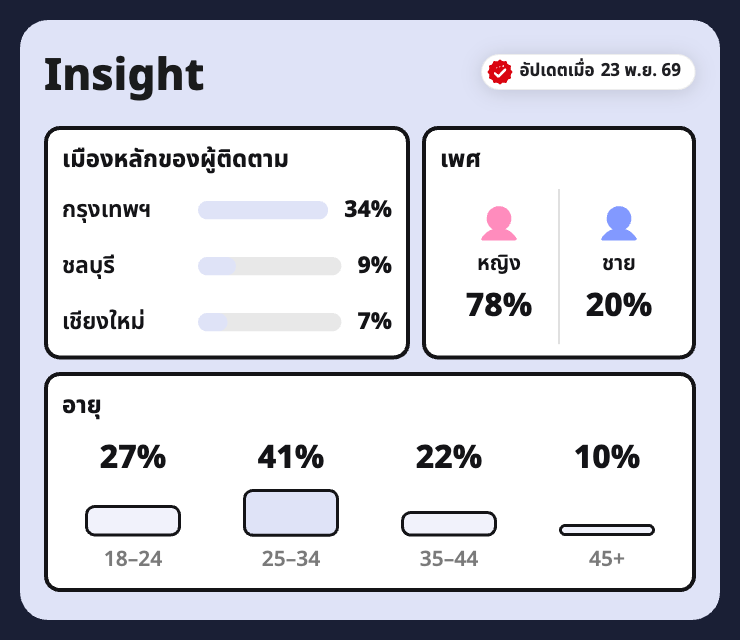 Insight
อัปเดตเมื่อ 23 พ.ย. 69
เมืองหลักของผู้ติดตาม
กรุงเทพฯ 34%
ชลบุรี 9%
เชียงใหม่ 7%
เพศ
หญิง ชาย
78% 20%
อายุ
27% 41% 22% 10%
18–24 25–34 35–44 45+